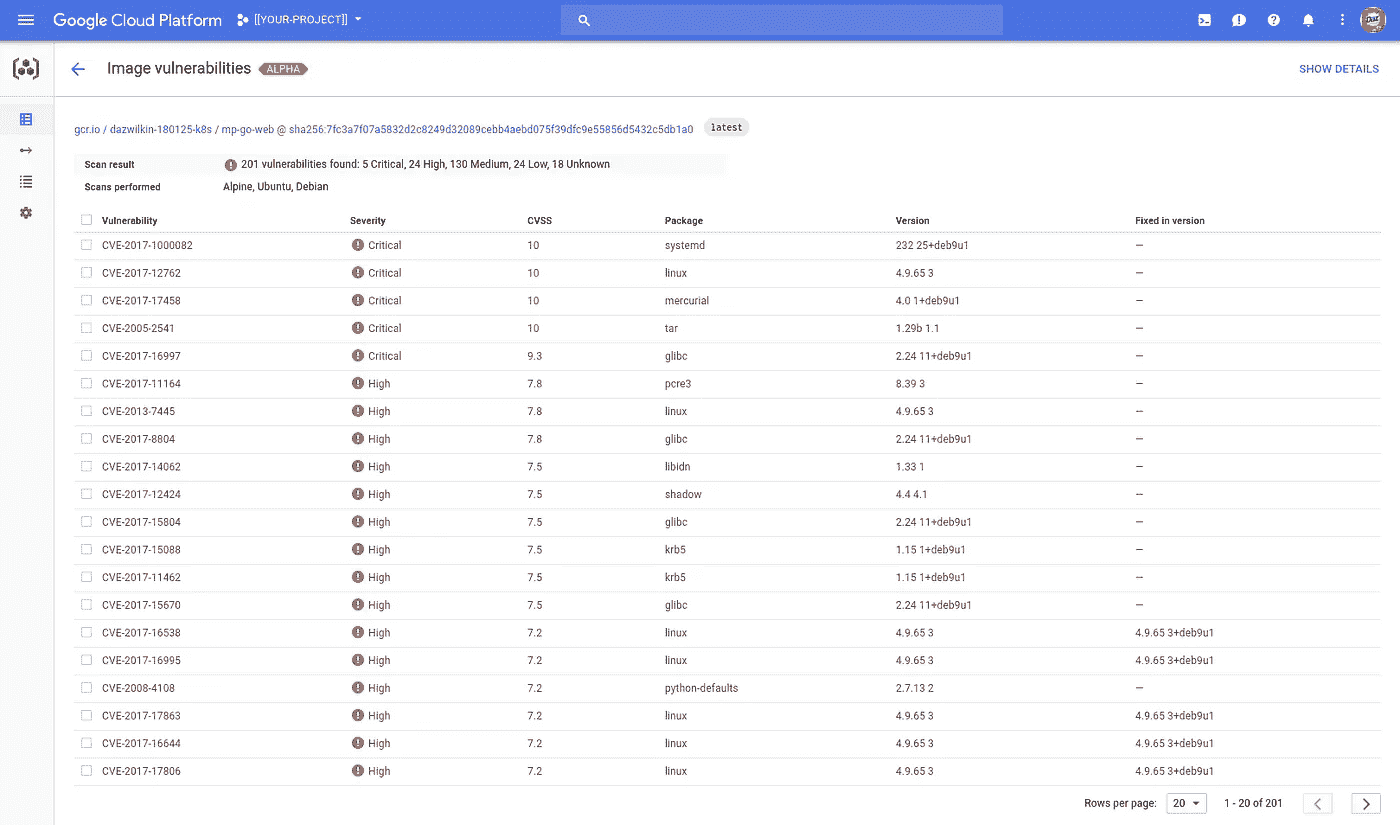 Google Cloud Platform [[YOUR-PROJECT]]
Image vulnerabilities ALPHA SHOW DETAILS
gcr.io / dazwilkin-180125-k8s / mp-go-web @ sha256:7fc3a7f07a5832d2c8249d32089cebb4aebd075f39dfc9e55856d5432c5db1a0 latest
Scan result 201 vulnerabilities found: 5 Critical, 24 High, 130 Medium, 24 Low, 18 Unknown
Scans performed Alpine, Ubuntu, Debian
Vulnerability Severity CVSS Package Version Fixed in version
CVE-2017-1000082 Critical 10 systemd 232 25+deb9u1 —
CVE-2017-12762 Critical 10 linux 4.9.65 3 —
CVE-2017-17458 Critical 10 mercurial 4.0 1+deb9u1 —
CVE-2005-2541 Critical 10 tar 1.29b 1.1 —
CVE-2017-16997 Critical 9.3 glibc 2.24 11+deb9u1 —
CVE-2017-11164 High 7.8 pcre3 8.39 3 —
CVE-2013-7445 High 7.8 linux 4.9.65 3 —
CVE-2017-8804 High 7.8 glibc 2.24 11+deb9u1 —
CVE-2017-14062 High 7.5 libidn 1.33 1 —
CVE-2017-12424 High 7.5 shadow 4.4 4.1 —
CVE-2017-15804 High 7.5 glibc 2.24 11+deb9u1 —
CVE-2017-15088 High 7.5 krb5 1.15 1+deb9u1 —
CVE-2017-11462 High 7.5 krb5 1.15 1+deb9u1 —
CVE-2017-15670 High 7.5 glibc 2.24 11+deb9u1 —
CVE-2017-16538 High 7.2 linux 4.9.65 3 4.9.65 3+deb9u1
CVE-2017-16995 High 7.2 linux 4.9.65 3 4.9.65 3+deb9u1
CVE-2008-4108 High 7.2 python-defaults 2.7.13 2 —
CVE-2017-17863 High 7.2 linux 4.9.65 3 4.9.65 3+deb9u1
CVE-2017-16644 High 7.2 linux 4.9.65 3 4.9.65 3+deb9u1
CVE-2017-17806 High 7.2 linux 4.9.65 3 4.9.65 3+deb9u1
Rows per page: 20 1 - 20 of 201